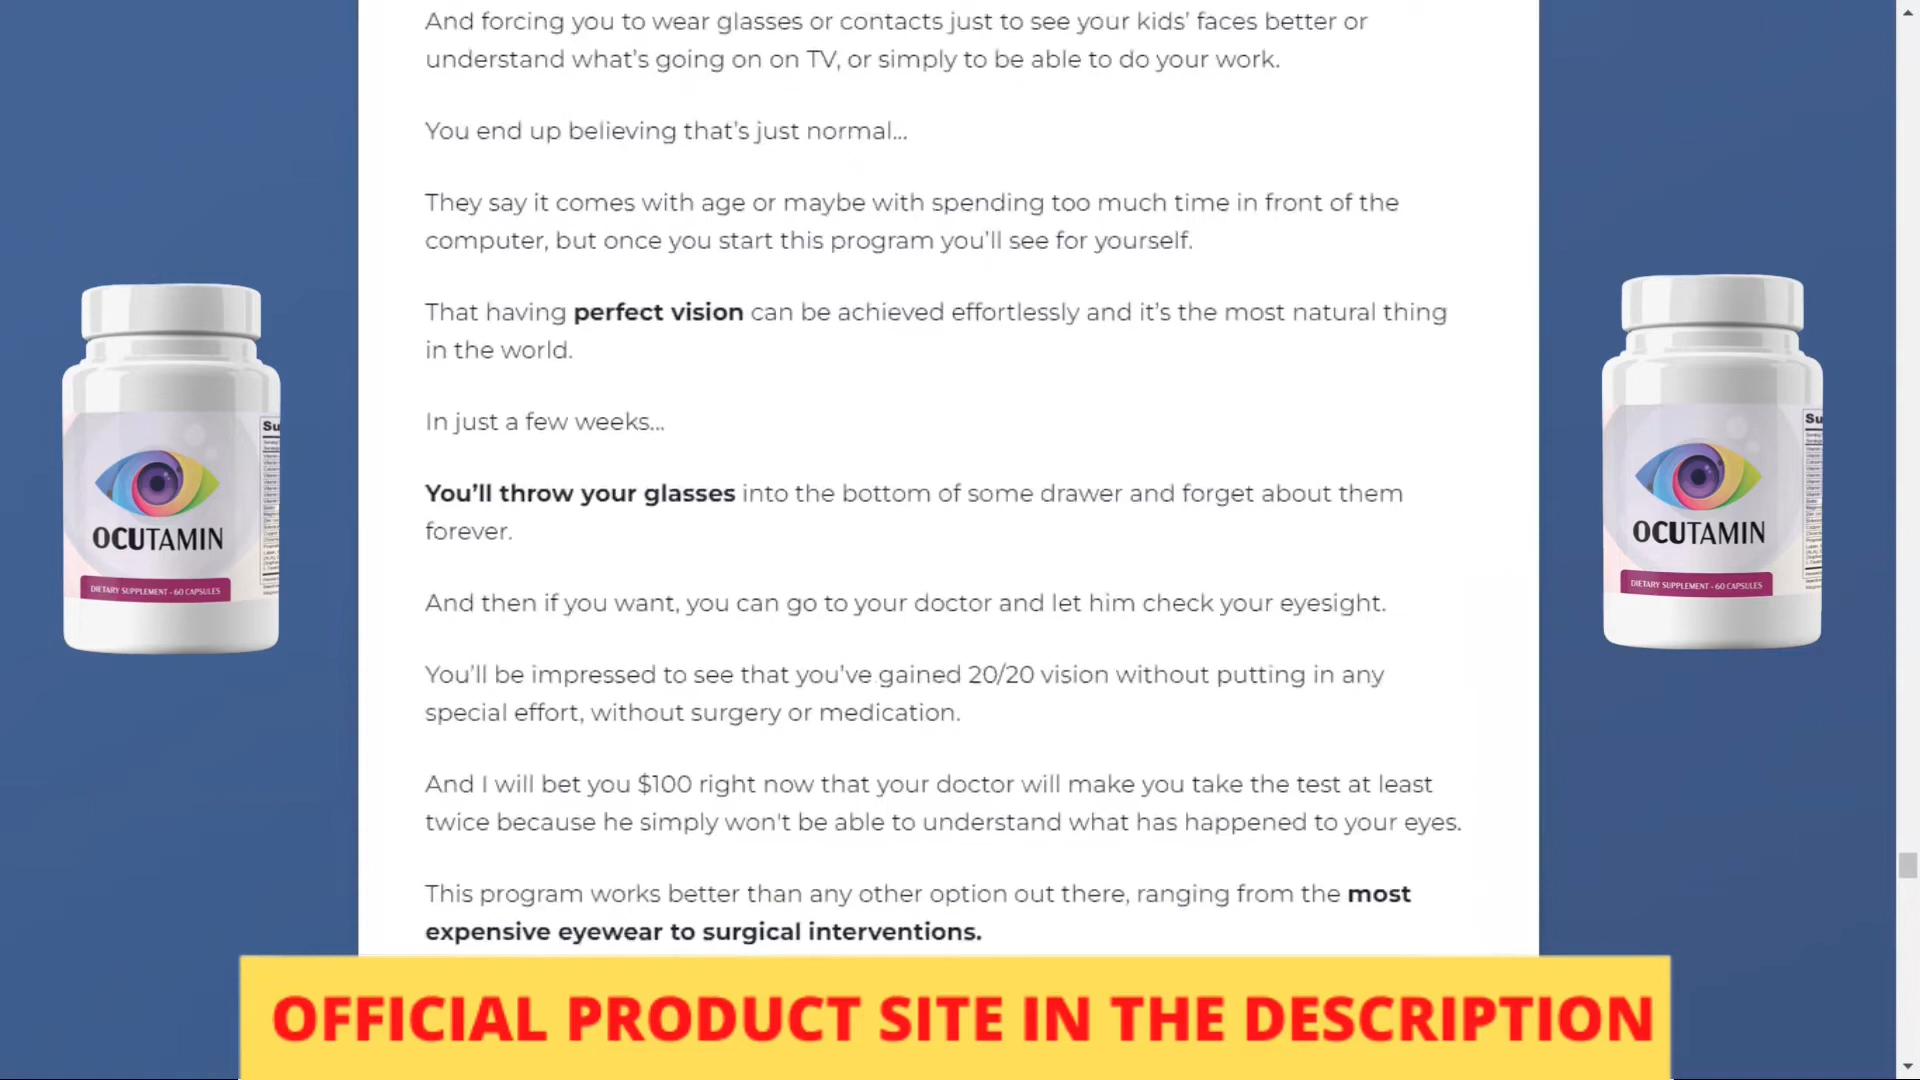 And forcing you to wear glasses or contacts just to see your kids’ faces better or
understand what’s going on on TV, or simply to be able to do your work.
You end up believing that’s just normal...
They say it comes with age or maybe with spending too much time in front of the
computer, but once you start this program you’ll see for yourself.
That having perfect vision can be achieved effortlessly and it’s the most natural thing
in the world.
In just a few weeks...
You’ll throw your glasses into the bottom of some drawer and forget about them
forever.
And then if you want, you can go to your doctor and let him check your eyesight.
You’ll be impressed to see that you’ve gained 20/20 vision without putting in any
special effort, without surgery or medication.
And I will bet you $100 right now that your doctor will make you take the test at least
twice because he simply won't be able to understand what has happened to your eyes.
This program works better than any other option out there, ranging from the most
expensive eyewear to surgical interventions.
OCUTAMIN
DIETARY SUPPLEMENT - 60 CAPSULES
OCUTAMIN
DIETARY SUPPLEMENT - 60 CAPSULES
OFFICIAL PRODUCT SITE IN THE DESCRIPTION